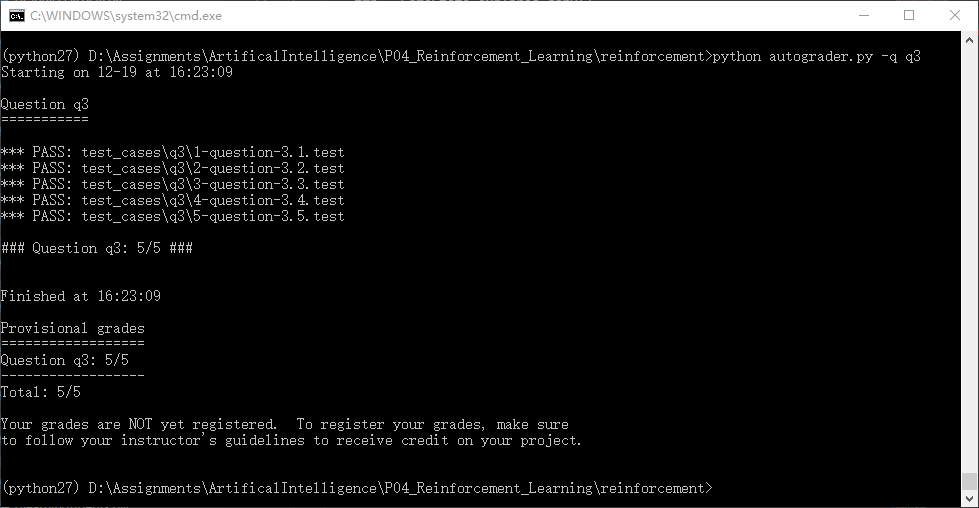 C:\WINDOWS\system32\cmd.exe
(python27) D:\Assignments\ArtificalIntelligence\P04_Reinforcement_Learning\reinforcement>python autograder.py -q q3
Starting on 12-19 at 16:23:09
Question q3
===========
*** PASS: test_cases\q3\1-question-3.1.test
*** PASS: test_cases\q3\2-question-3.2.test
*** PASS: test_cases\q3\3-question-3.3.test
*** PASS: test_cases\q3\4-question-3.4.test
*** PASS: test_cases\q3\5-question-3.5.test
### Question q3: 5/5 ###
Finished at 16:23:09
Provisional grades
==================
Question q3: 5/5
------------------
Total: 5/5
Your grades are NOT yet registered.  To register your grades, make sure
to follow your instructor's guidelines to receive credit on your project.
(python27) D:\Assignments\ArtificalIntelligence\P04_Reinforcement_Learning\reinforcement>